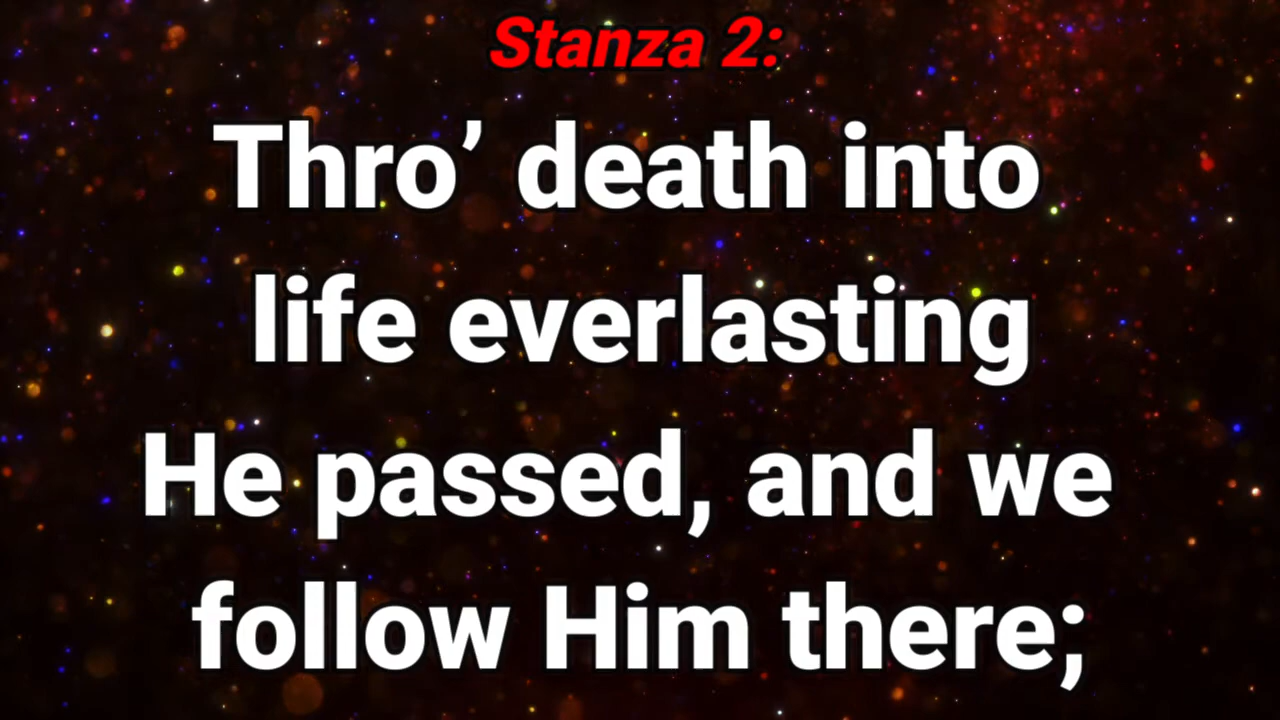 Stanza 2:
Thro’ death into
life everlasting
He passed, and we
follow Him there;